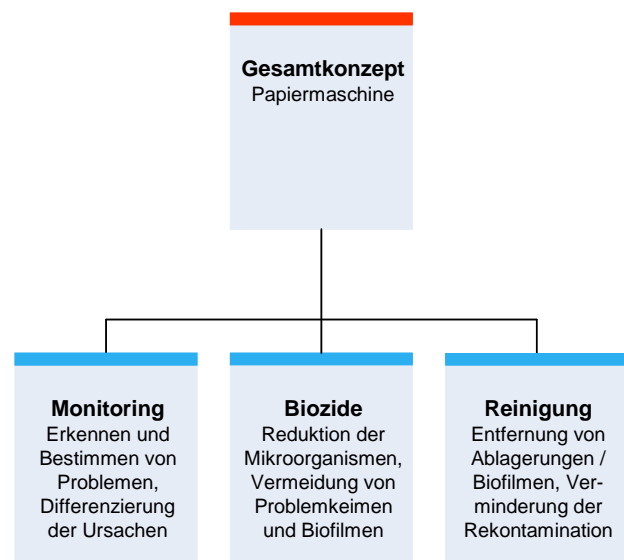 Gesamtkonzept
Papiermaschine
Monitoring
Erkennen und
Bestimmen von
Problemen,
Differenzierung
der Ursachen
Biozide
Reduktion der
Mikroorganismen,
Vermeidung von
Problemkeimen
und Biofilmen
Reinigung
Entfernung von
Ablagerungen /
Biofilmen, Ver-
minderung der
Rekontamination